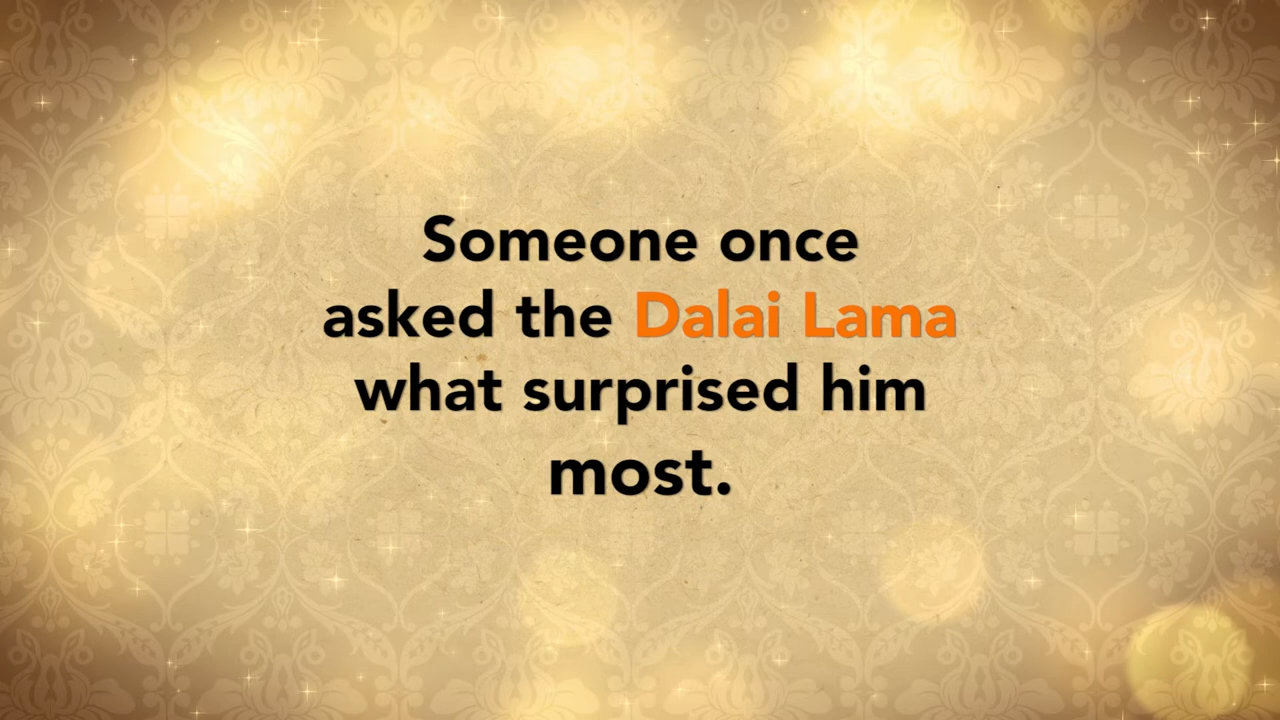 Someone once
asked the Dalai Lama
what surprised him
most.